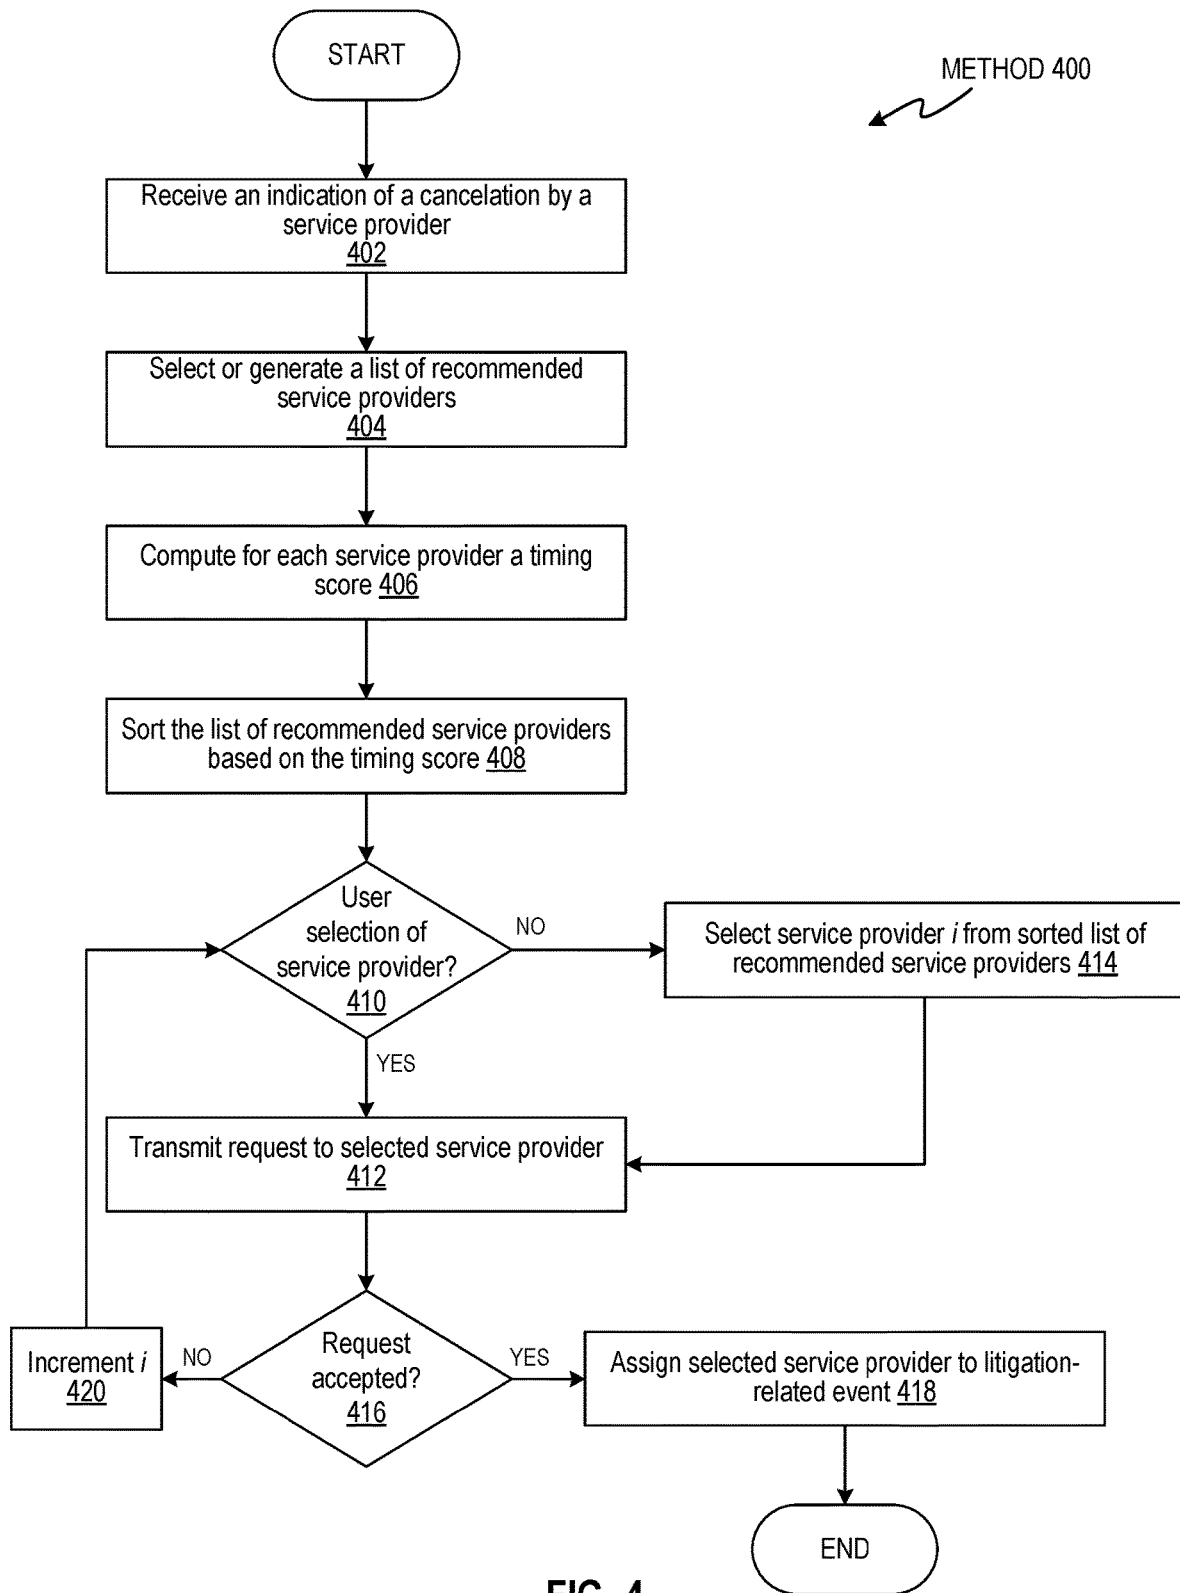 START
METHOD 400
Receive an indication of a cancelation by a
service provider
402
Select or generate a list of recommended
service providers
404
Compute for each service provider a timing
score 406
Sort the list of recommended service providers
based on the timing score 408
User
selection of
service provider?
410
NO
Select service provider i from sorted list of
recommended service providers 414
YES
Transmit request to selected service provider
412
Increment i
420
NO
Request
accepted?
416
YES
Assign selected service provider to litigation-
related event 418
END
FIG. 4